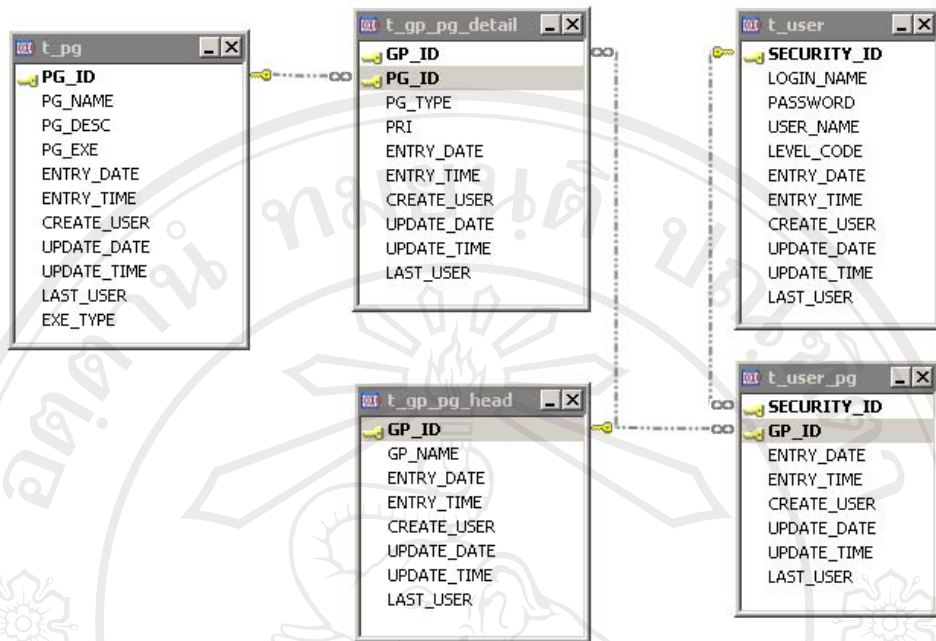 t_pg
PG_ID
PG_NAME
PG_DESC
PG_EXE
ENTRY_DATE
ENTRY_TIME
CREATE_USER
UPDATE_DATE
UPDATE_TIME
LAST_USER
EXE_TYPE
t_gp_pg_detail
GP_ID
PG_ID
PG_TYPE
PRI
ENTRY_DATE
ENTRY_TIME
CREATE_USER
UPDATE_DATE
UPDATE_TIME
LAST_USER
t_user
SECURITY_ID
LOGIN_NAME
PASSWORD
USER_NAME
LEVEL_CODE
ENTRY_DATE
ENTRY_TIME
CREATE_USER
UPDATE_DATE
UPDATE_TIME
LAST_USER
t_gp_pg_head
GP_ID
GP_NAME
ENTRY_DATE
ENTRY_TIME
CREATE_USER
UPDATE_DATE
UPDATE_TIME
LAST_USER
t_user_pg
SECURITY_ID
GP_ID
ENTRY_DATE
ENTRY_TIME
CREATE_USER
UPDATE_DATE
UPDATE_TIME
LAST_USER